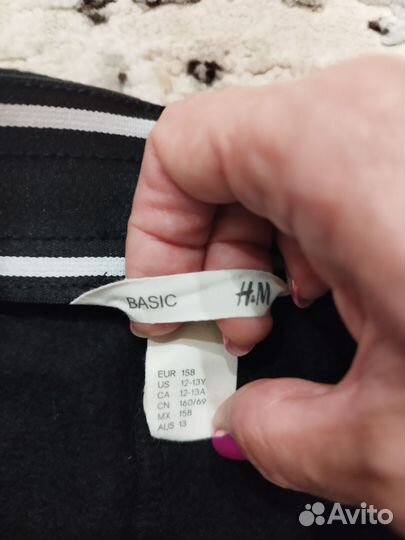 BASIC H&M
EUR 158
US 12-13Y
CA 12-13A
CN 160/69
MX 158
AUS 13
Avito